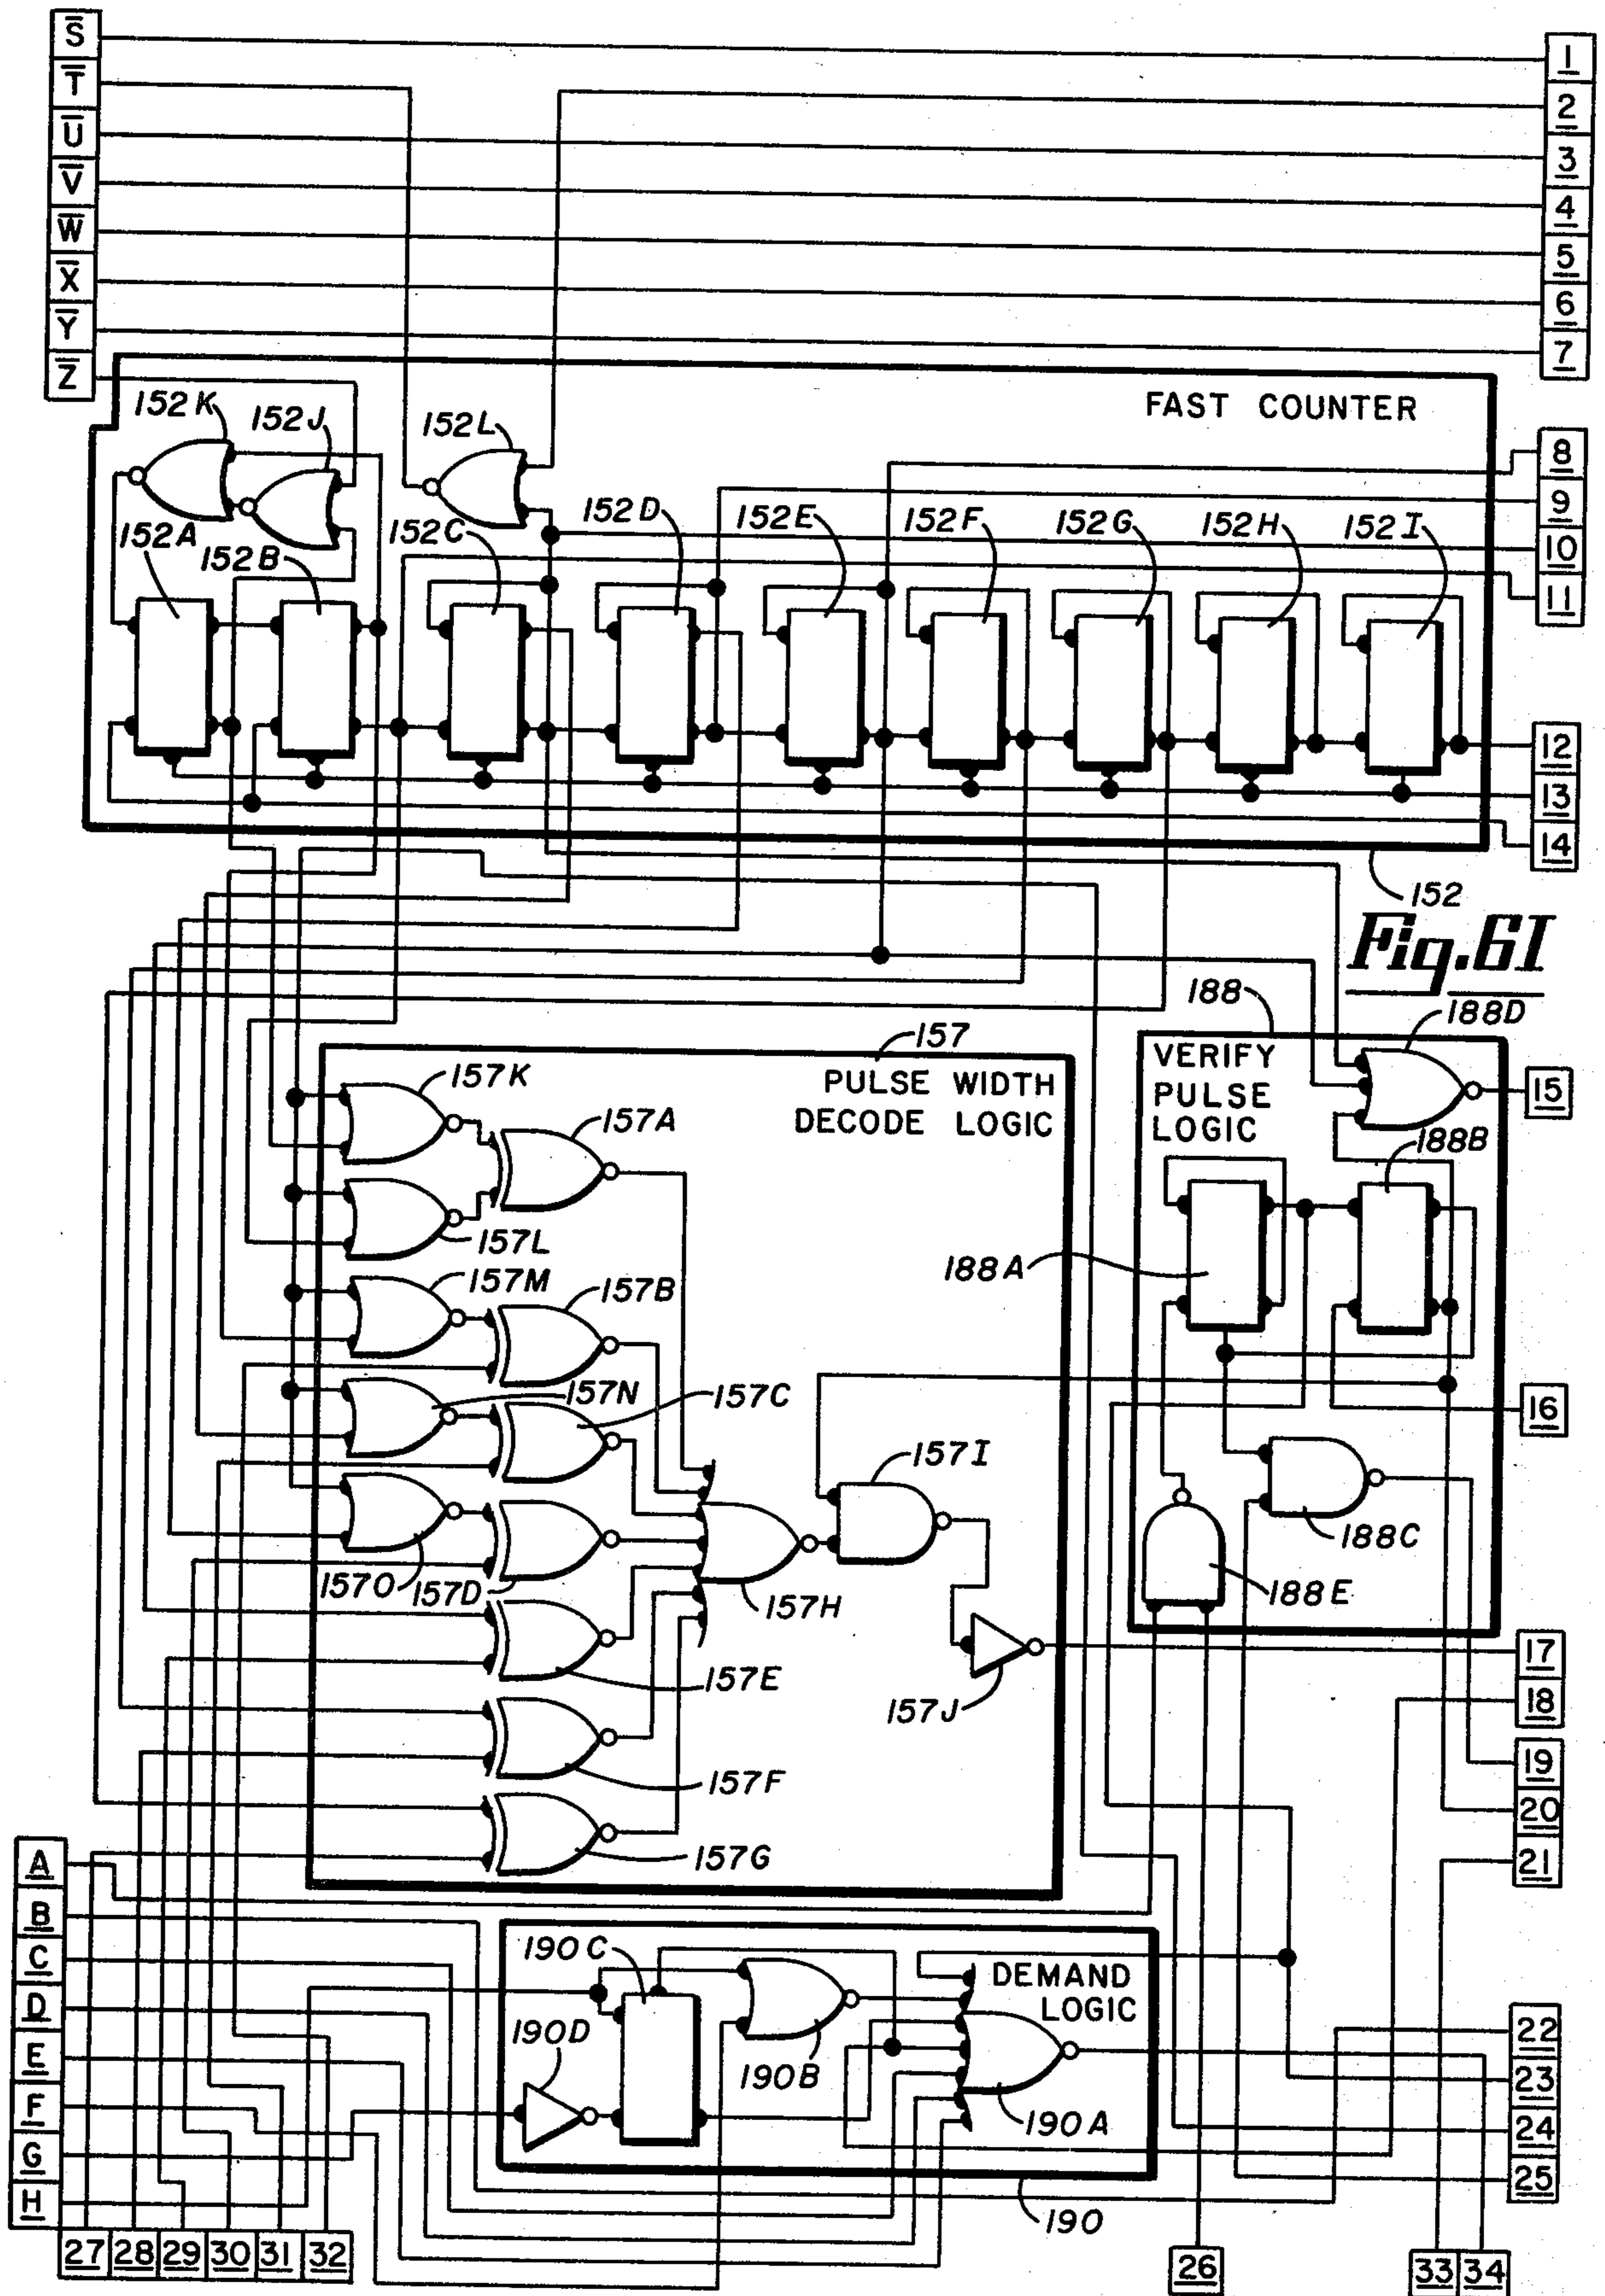 S̅ 1
T̅ 2
U̅ 3
V̅ 4
W̅ 5
X̅ 6
Y̅ 7
Z̅
FAST COUNTER
152K 152J 152L
8
9
152A 152B 152C 152D 152E 152F 152G 152H 152I
10
11
12
13
14
152
Fig. 6I
188 188D
157
PULSE WIDTH
DECODE LOGIC
VERIFY
PULSE
LOGIC
15
157K
157A
188B
157L
188A
157M 157B
157N 157C
16
157I
188C
157O 157D 157H
188E
157E
17
157J
18
157F
19
20
157G
21
A
B
C
D
E
F
G
H
190C
DEMAND
LOGIC
190D
190B
190A
22
23
24
25
190
27 28 29 30 31 32
26
33 34